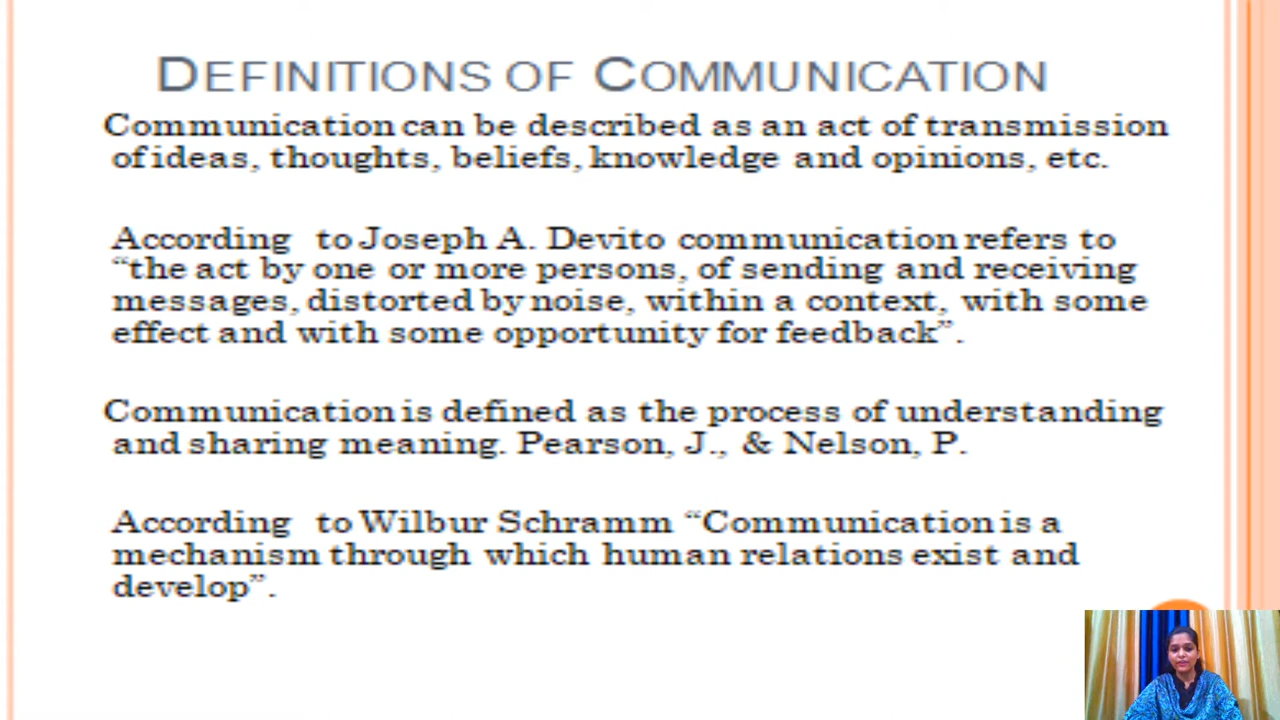 DEFINITIONS OF COMMUNICATION
Communication can be described as an act of transmission
of ideas, thoughts, beliefs, knowledge and opinions, etc.
According to Joseph A. Devito communication refers to
“the act by one or more persons, of sending and receiving
messages, distorted by noise, within a context, with some
effect and with some opportunity for feedback”.
Communication is defined as the process of understanding
and sharing meaning. Pearson, J., & Nelson, P.
According to Wilbur Schramm “Communication is a
mechanism through which human relations exist and
develop”.